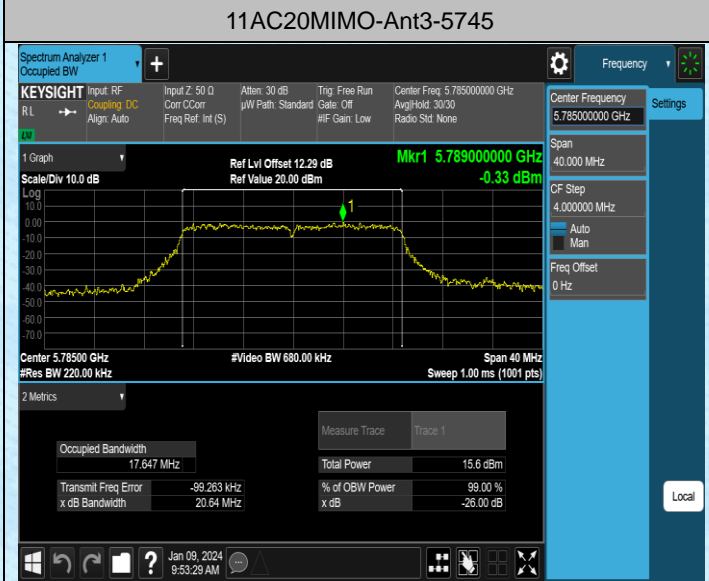 11AC20MIMO-Ant3-5745
Spectrum Analyzer 1
Occupied BW
+
Frequency
KEYSIGHT
RL
LXI
Input: RF
Coupling: DC
Align: Auto
Input Z: 50 Ω
Corr CCorr
Freq Ref: Int (S)
Atten: 30 dB
µW Path: Standard
Trig: Free Run
Gate: Off
#IF Gain: Low
Center Freq: 5.785000000 GHz
Avg|Hold: 30/30
Radio Std: None
Center Frequency
5.785000000 GHz
Settings
Span
40.000 MHz
CF Step
4.000000 MHz
Auto
Man
Freq Offset
0 Hz
Local
1 Graph
Scale/Div 10.0 dB
Ref Lvl Offset 12.29 dB
Ref Value 20.00 dBm
Mkr1 5.789000000 GHz
-0.33 dBm
Log
10.0
0.00
-10.0
-20.0
-30.0
-40.0
-50.0
-60.0
-70.0
1
Center 5.78500 GHz
#Video BW 680.00 kHz
Span 40 MHz
#Res BW 220.00 kHz
Sweep 1.00 ms (1001 pts)
2 Metrics
Measure Trace Trace 1
Occupied Bandwidth
17.647 MHz
Total Power 15.6 dBm
Transmit Freq Error -99.263 kHz
% of OBW Power 99.00 %
x dB Bandwidth 20.64 MHz
x dB -26.00 dB
?
Jan 09, 2024
9:53:29 AM